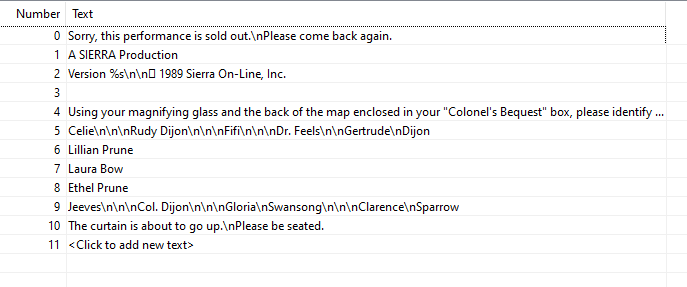 Number Text
0 Sorry, this performance is sold out.\nPlease come back again.
1 A SIERRA Production
2 Version %s\n\n▯ 1989 Sierra On-Line, Inc.
3
4 Using your magnifying glass and the back of the map enclosed in your "Colonel's Bequest" box, please identify ...
5 Celie\n\n\nRudy Dijon\n\n\nFifi\n\n\nDr. Feels\n\nGertrude\nDijon
6 Lillian Prune
7 Laura Bow
8 Ethel Prune
9 Jeeves\n\n\nCol. Dijon\n\n\nGloria\nSwansong\n\n\nClarence\nSparrow
10 The curtain is about to go up.\nPlease be seated.
11 <Click to add new text>